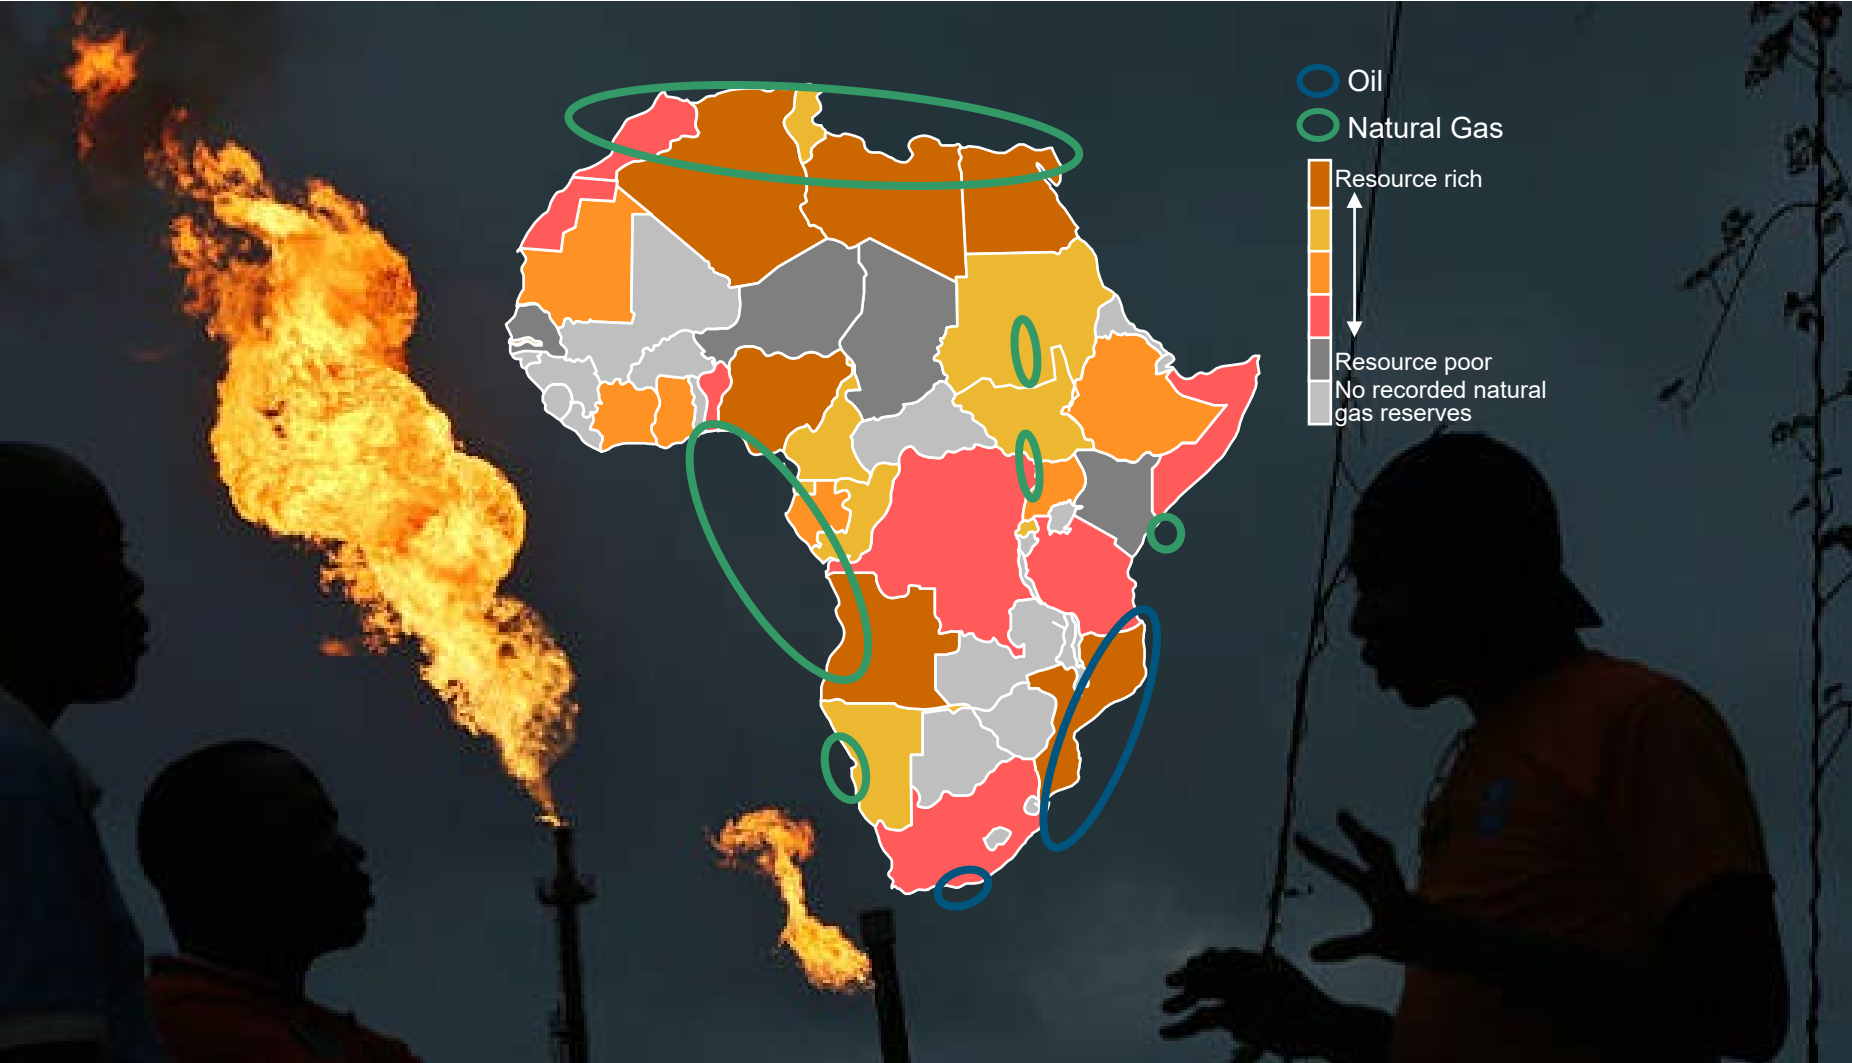 Oil
Natural Gas
Resource rich
Resource poor
No recorded natural
gas reserves